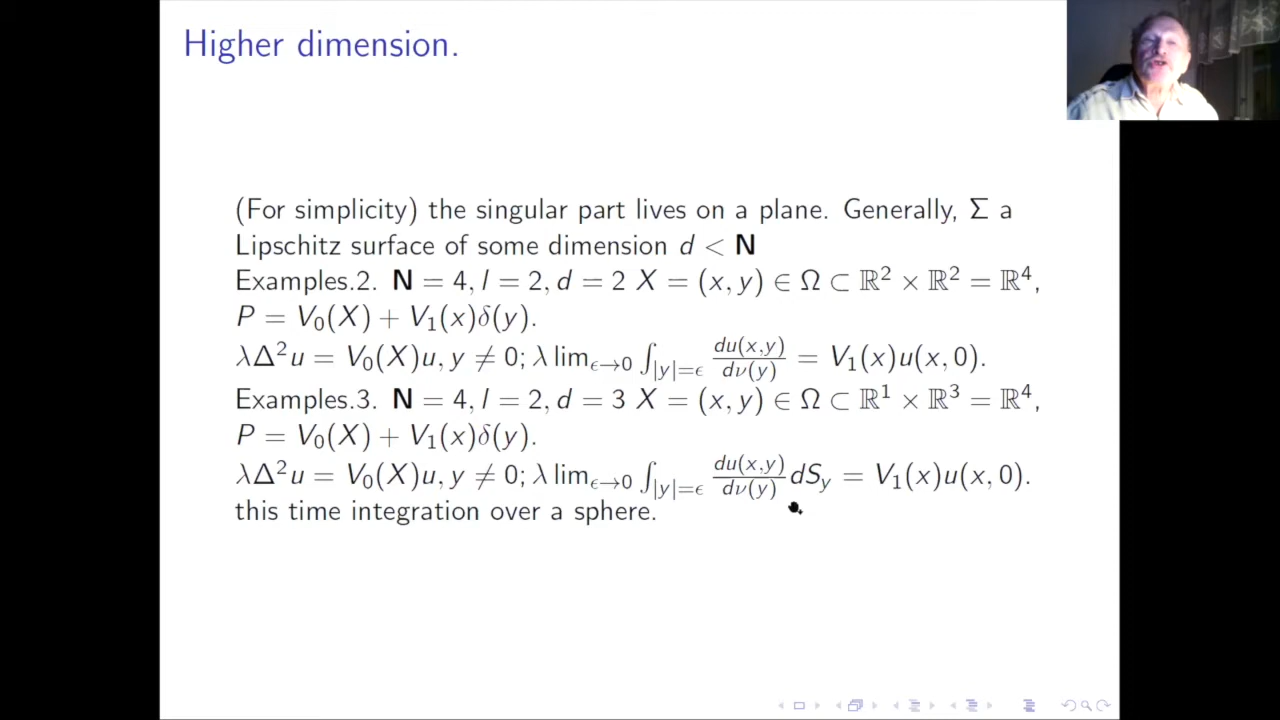 Higher dimension.
(For simplicity) the singular part lives on a plane. Generally, Σ a
Lipschitz surface of some dimension d < N
Examples.2. N = 4, l = 2, d = 2 X = (x, y) ∈ Ω ⊂ ℝ² × ℝ² = ℝ⁴,
P = V₀(X) + V₁(x)δ(y).
λΔ²u = V₀(X)u, y ≠ 0; λ lim_{ϵ→0} ∫_{|y|=ϵ} du(x,y)/dν(y) = V₁(x)u(x, 0).
Examples.3. N = 4, l = 2, d = 3 X = (x, y) ∈ Ω ⊂ ℝ¹ × ℝ³ = ℝ⁴,
P = V₀(X) + V₁(x)δ(y).
λΔ²u = V₀(X)u, y ≠ 0; λ lim_{ϵ→0} ∫_{|y|=ϵ} du(x,y)/dν(y) dS_y = V₁(x)u(x, 0).
this time integration over a sphere.